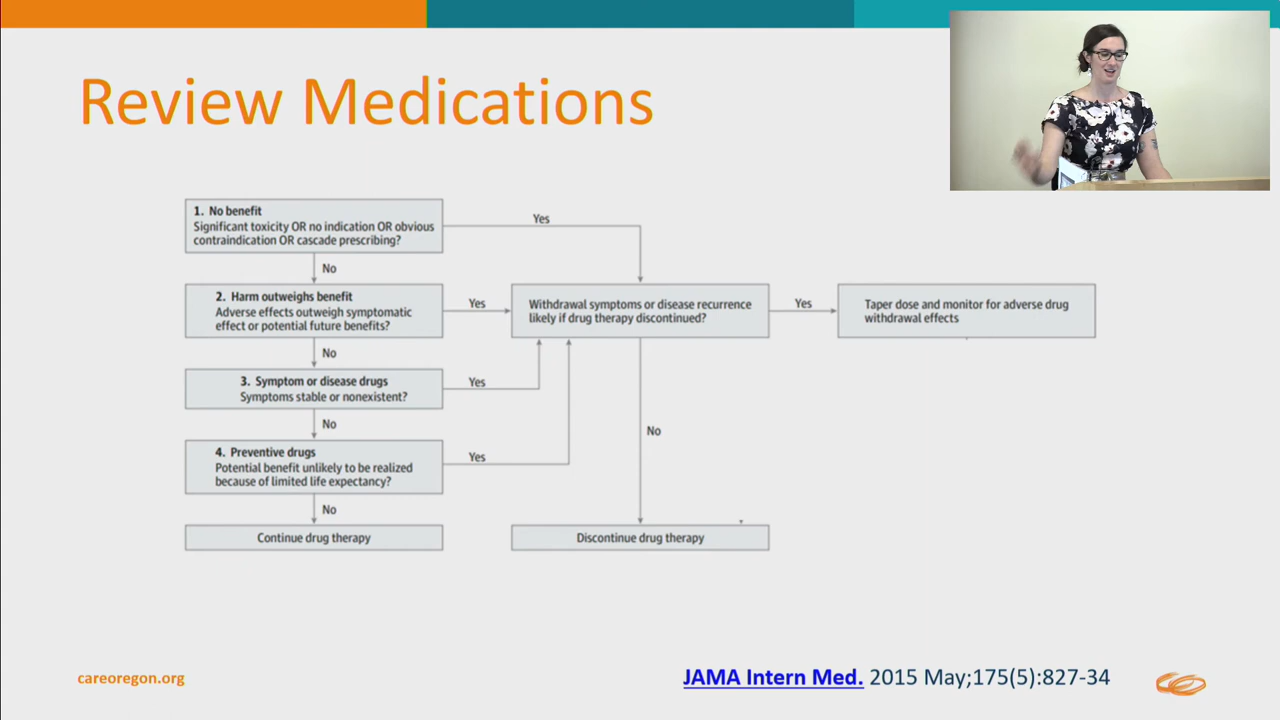 Review Medications
1. No benefit
Significant toxicity OR no indication OR obvious
contraindication OR cascade prescribing?
Yes
No
2. Harm outweighs benefit
Adverse effects outweigh symptomatic
effect or potential future benefits?
Yes
Withdrawal symptoms or disease recurrence
likely if drug therapy discontinued?
Yes
Taper dose and monitor for adverse drug
withdrawal effects
No
3. Symptom or disease drugs
Symptoms stable or nonexistent?
Yes
No
No
4. Preventive drugs
Potential benefit unlikely to be realized
because of limited life expectancy?
Yes
No
Continue drug therapy
Discontinue drug therapy
careoregon.org
JAMA Intern Med. 2015 May;175(5):827-34